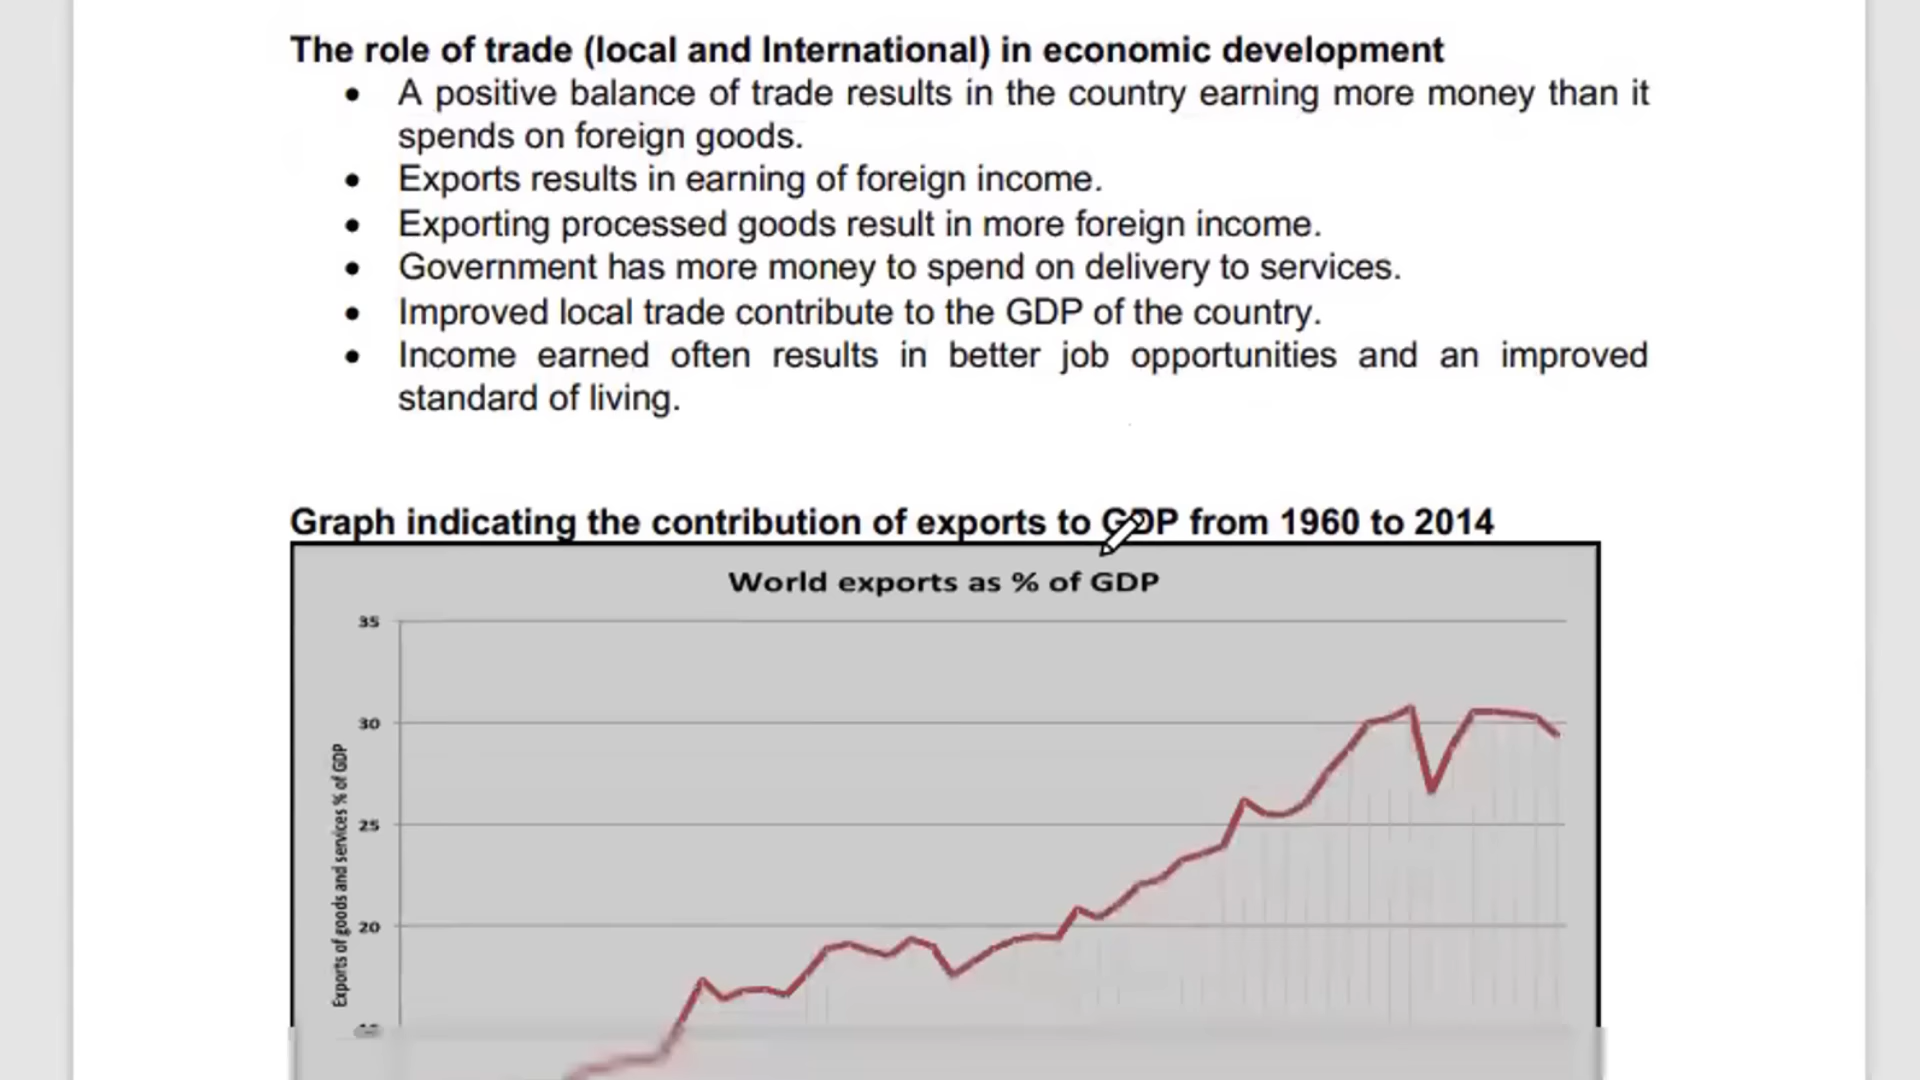 The role of trade (local and International) in economic development
• A positive balance of trade results in the country earning more money than it
spends on foreign goods.
• Exports results in earning of foreign income.
• Exporting processed goods result in more foreign income.
• Government has more money to spend on delivery to services.
• Improved local trade contribute to the GDP of the country.
• Income earned often results in better job opportunities and an improved
standard of living.
Graph indicating the contribution of exports to GDP from 1960 to 2014
World exports as % of GDP
35
30
25
20
Exports of goods and services % of GDP